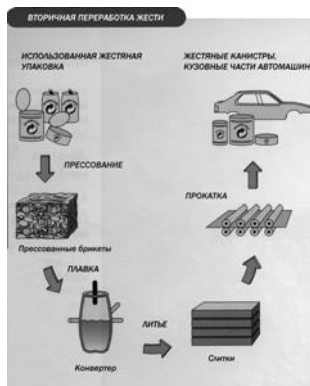 ВТОРИЧНАЯ ПЕРЕРАБОТКА ЖЕСТИ
ИСПОЛЬЗОВАННАЯ ЖЕСТЯНАЯ
УПАКОВКА
ЖЕСТЯНЫЕ КАНИСТРЫ,
КУЗОВНЫЕ ЧАСТИ АВТОМАШИН
ПРЕССОВАНИЕ
Прессованные брикеты
ПЛАВКА
Конвертер
ЛИТЬЕ
Слитки
ПРОКАТКА